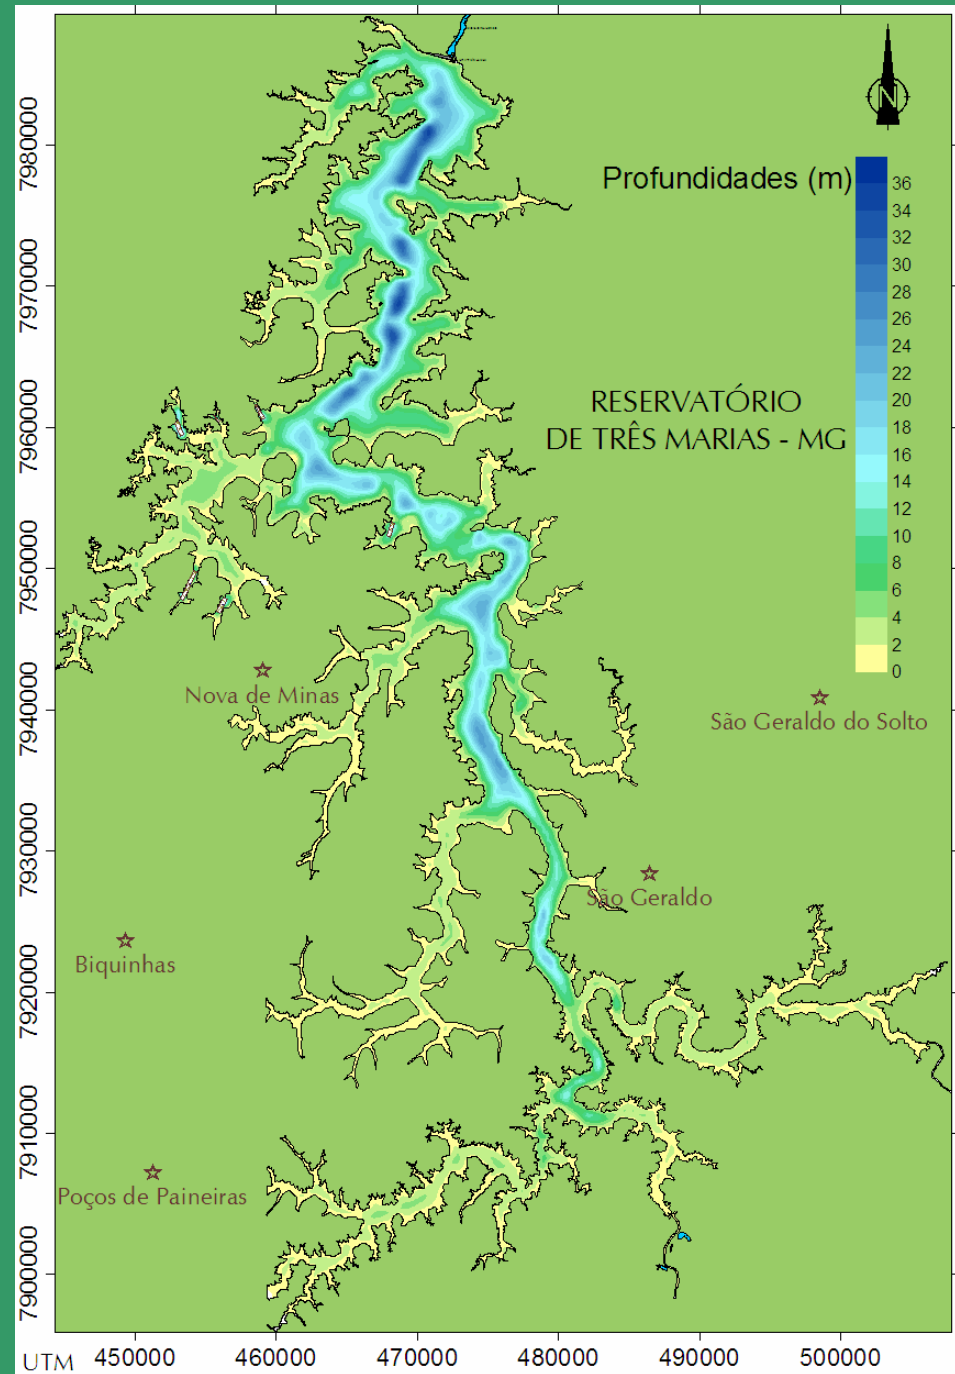 N
Profundidades (m)
36
34
32
30
28
26
24
22
20
18
16
14
12
10
8
6
4
2
0
RESERVATÓRIO
DE TRÊS MARIAS - MG
Nova de Minas
São Geraldo do Solto
São Geraldo
Biquinhas
Poços de Paineiras
7980000
7970000
7960000
7950000
7940000
7930000
7920000
7910000
7900000
UTM 450000 460000 470000 480000 490000 500000